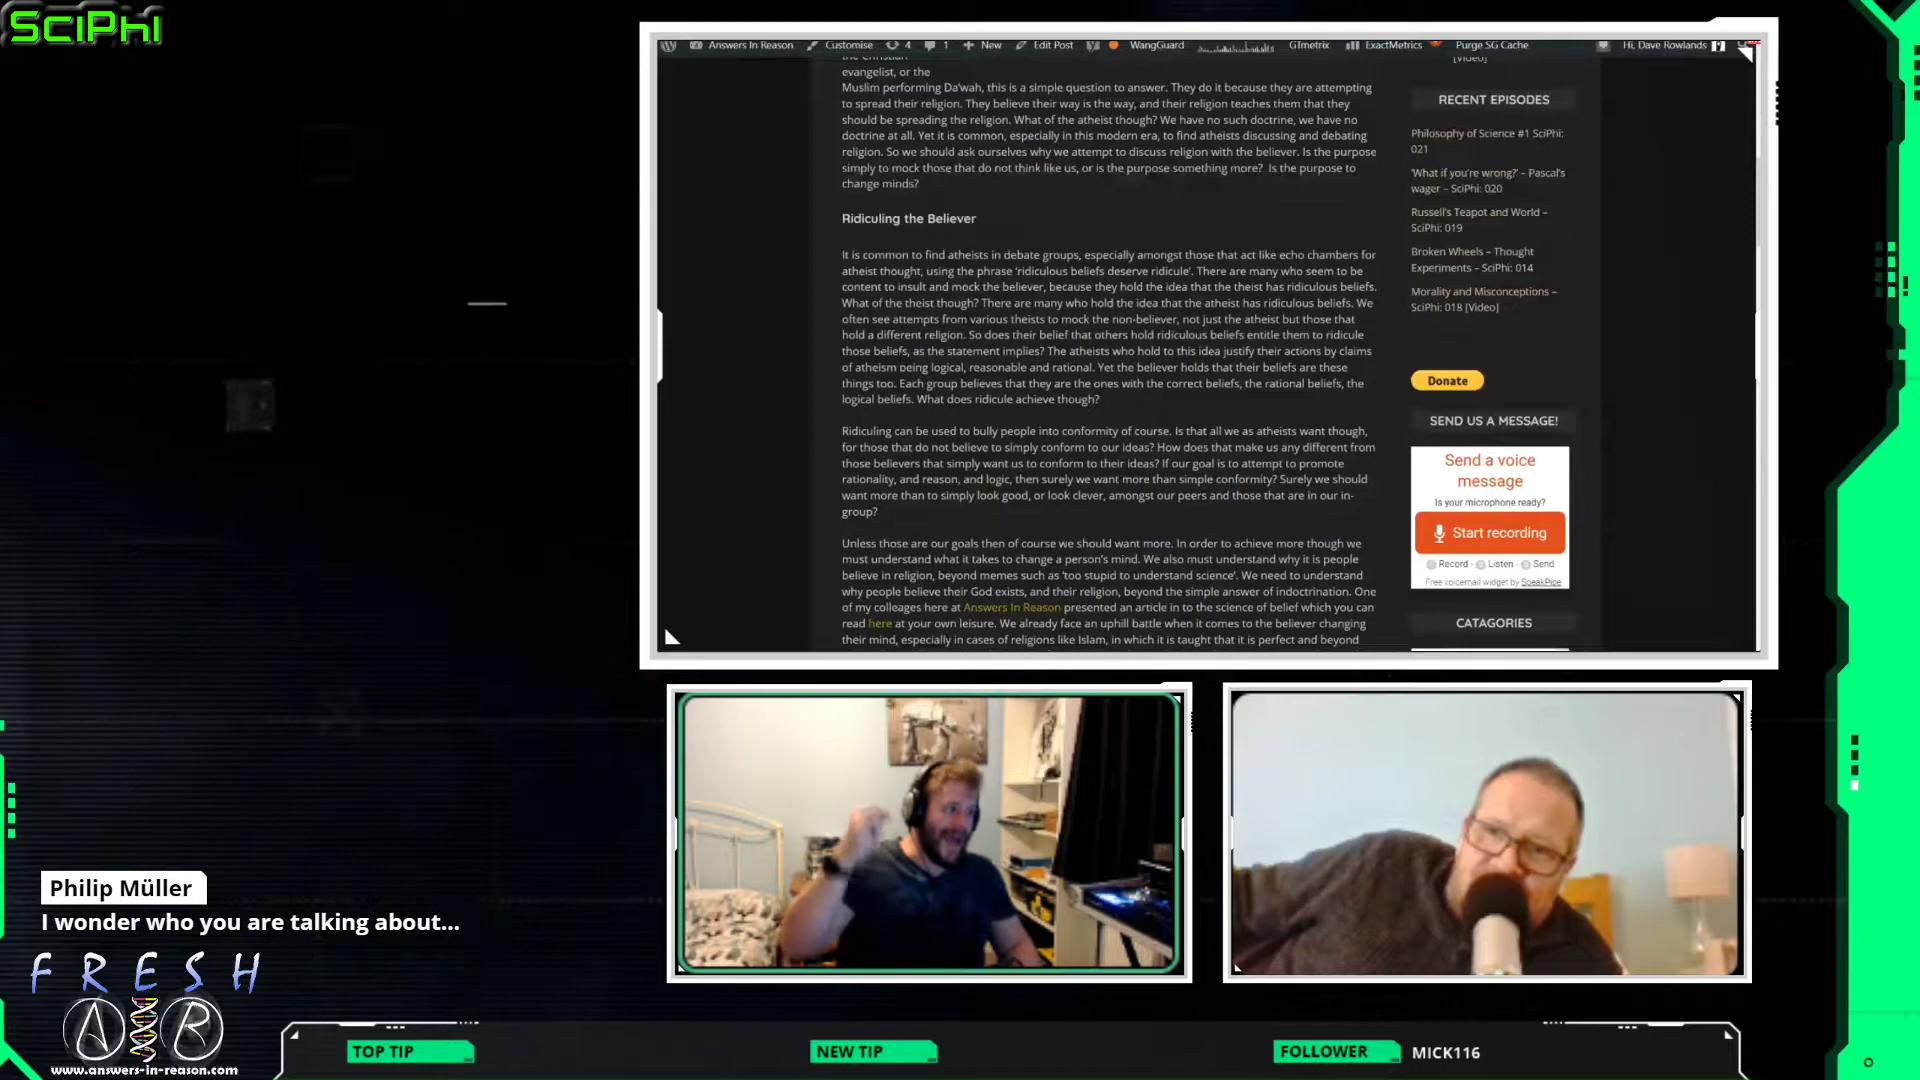 SciPhi
Answers In Reason Customise 4 1 New Edit Post WangGuard GTmetrix ExactMetrics Purge SG Cache Hi, Dave Rowlands
the Christian
evangelist, or the
Muslim performing Da'wah, this is a simple question to answer. They do it because they are attempting
to spread their religion. They believe their way is the way, and their religion teaches them that they
should be spreading the religion. What of the atheist though? We have no such doctrine, we have no
doctrine at all. Yet it is common, especially in this modern era, to find atheists discussing and debating
religion. So we should ask ourselves why we attempt to discuss religion with the believer. Is the purpose
simply to mock those that do not think like us, or is the purpose something more? Is the purpose to
change minds?
Ridiculing the Believer
It is common to find atheists in debate groups, especially amongst those that act like echo chambers for
atheist thought, using the phrase 'ridiculous beliefs deserve ridicule'. There are many who seem to be
content to insult and mock the believer, because they hold the idea that the theist has ridiculous beliefs.
What of the theist though? There are many who hold the idea that the atheist has ridiculous beliefs. We
often see attempts from various theists to mock the non-believer, not just the atheist but those that
hold a different religion. So does their belief that others hold ridiculous beliefs entitle them to ridicule
those beliefs, as the statement implies? The atheists who hold to this idea justify their actions by claims
of atheism being logical, reasonable and rational. Yet the believer holds that their beliefs are these
things too. Each group believes that they are the ones with the correct beliefs, the rational beliefs, the
logical beliefs. What does ridicule achieve though?
Ridiculing can be used to bully people into conformity of course. Is that all we as atheists want though,
for those that do not believe to simply conform to our ideas? How does that make us any different from
those believers that simply want us to conform to their ideas? If our goal is to attempt to promote
rationality, and reason, and logic, then surely we want more than simple conformity? Surely we should
want more than to simply look good, or look clever, amongst our peers and those that are in our in-
group?
Unless those are our goals then of course we should want more. In order to achieve more though we
must understand what it takes to change a person's mind. We also must understand why it is people
believe in religion, beyond memes such as 'too stupid to understand science'. We need to understand
why people believe their God exists, and their religion, beyond the simple answer of indoctrination. One
of my colleages here at Answers In Reason presented an article in to the science of belief which you can
read here at your own leisure. We already face an uphill battle when it comes to the believer changing
their mind, especially in cases of religions like Islam, in which it is taught that it is perfect and beyond
[Video]
RECENT EPISODES
Philosophy of Science #1 SciPhi:
021
'What if you're wrong?' – Pascal's
wager – SciPhi: 020
Russell's Teapot and World –
SciPhi: 019
Broken Wheels – Thought
Experiments – SciPhi: 014
Morality and Misconceptions –
SciPhi: 018 [Video]
Donate
SEND US A MESSAGE!
Send a voice
message
Is your microphone ready?
Start recording
Record · Listen · Send
Free voicemail widget by SpeakPipe
CATAGORIES
Philip Müller
I wonder who you are talking about...
FRESH
AiR
www.answers-in-reason.com
TOP TIP
NEW TIP
FOLLOWER MICK116